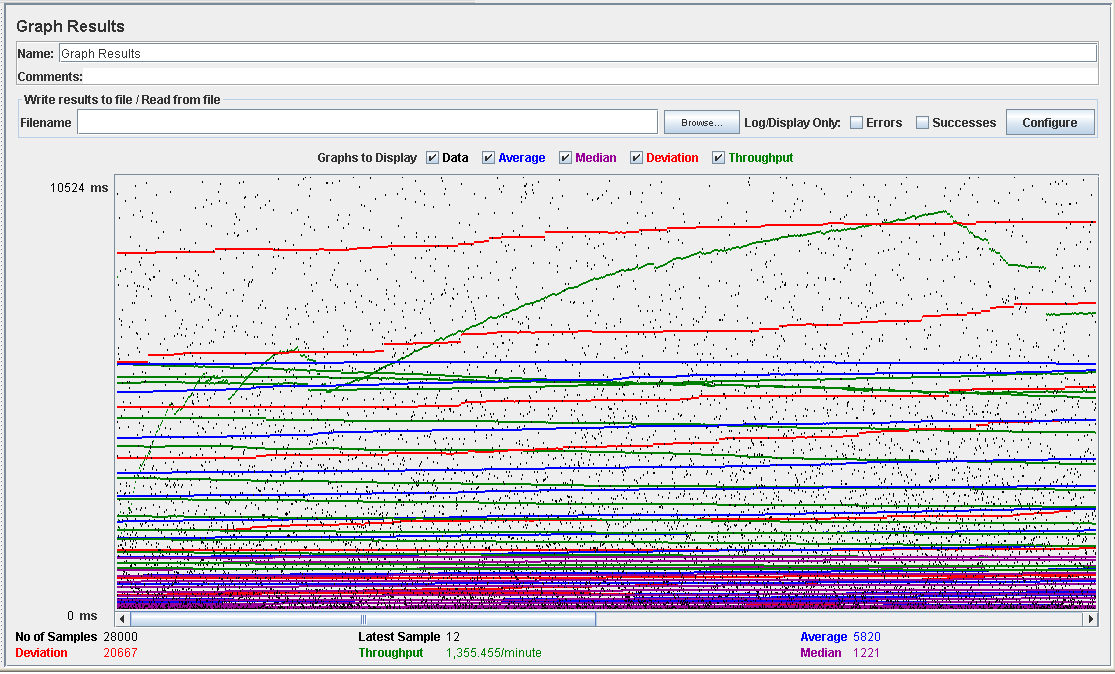 Graph Results
Name: Graph Results
Comments:
Write results to file / Read from file
Filename Browse... Log/Display Only: Errors Successes Configure
Graphs to Display Data Average Median Deviation Throughput
10524 ms
0 ms
No of Samples 28000 Latest Sample 12 Average 5820
Deviation 20667 Throughput 1,355.455/minute Median 1221